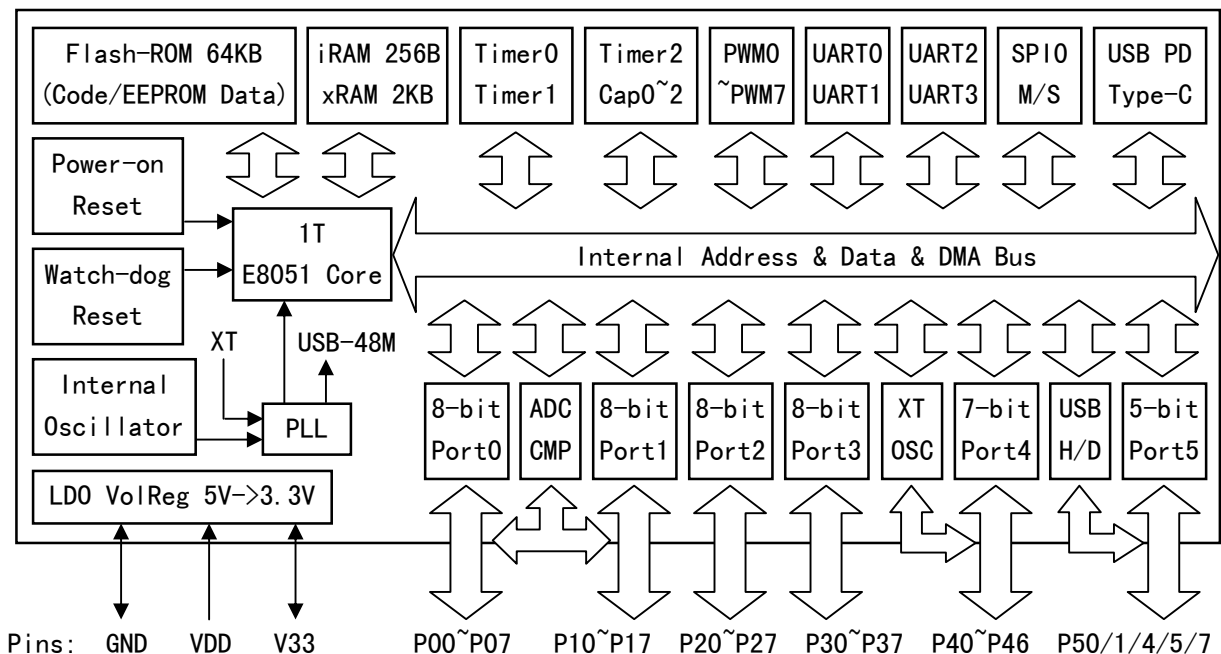 Flash-ROM 64KB
(Code/EEPROM Data)
iRAM 256B
xRAM 2KB
Timer0
Timer1
Timer2
Cap0~2
PWM0
~PWM7
UART0
UART1
UART2
UART3
SPI0
M/S
USB PD
Type-C
Power-on
Reset
1T
E8051 Core
Internal Address & Data & DMA Bus
Watch-dog
Reset
XT
USB-48M
Internal
Oscillator
PLL
8-bit
Port0
ADC
CMP
8-bit
Port1
8-bit
Port2
8-bit
Port3
XT
OSC
7-bit
Port4
USB
H/D
5-bit
Port5
LDO VolReg 5V->3.3V
Pins: GND VDD V33 P00~P07 P10~P17 P20~P27 P30~P37 P40~P46 P50/1/4/5/7